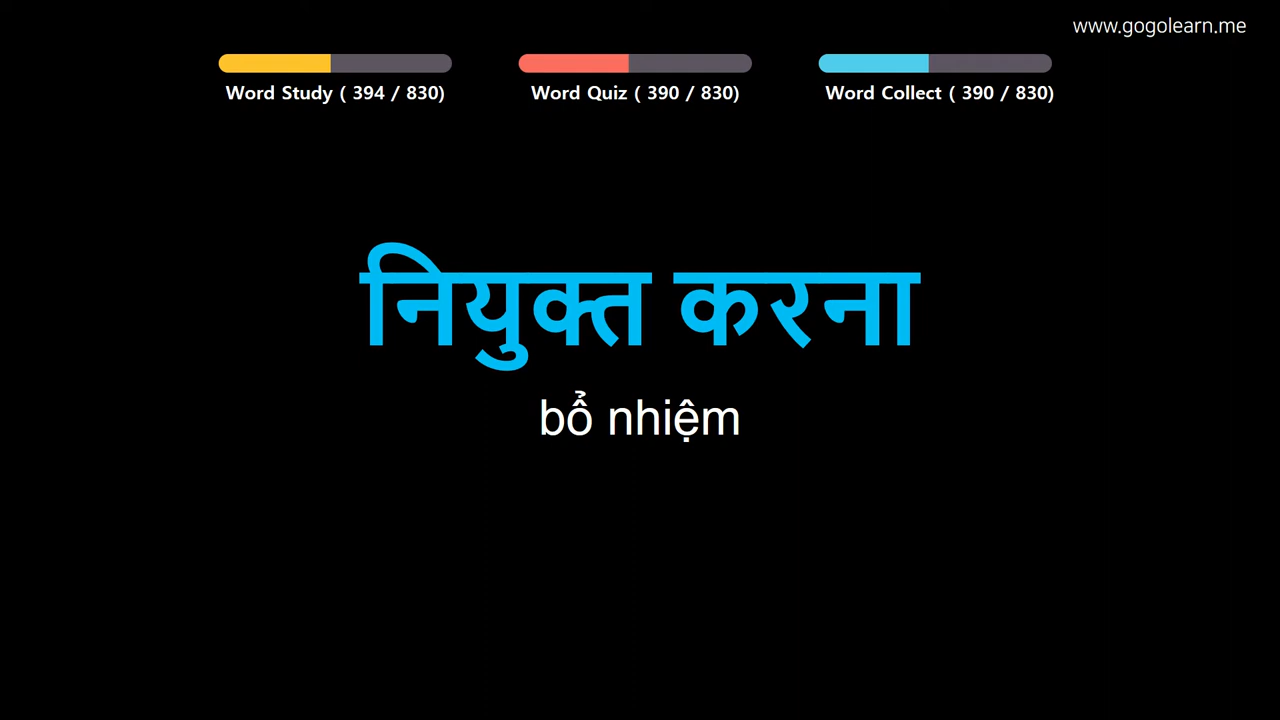 www.gogolearn.me
Word Study ( 394 / 830)
Word Quiz ( 390 / 830)
Word Collect ( 390 / 830)
नियुक्त करना
bổ nhiệm